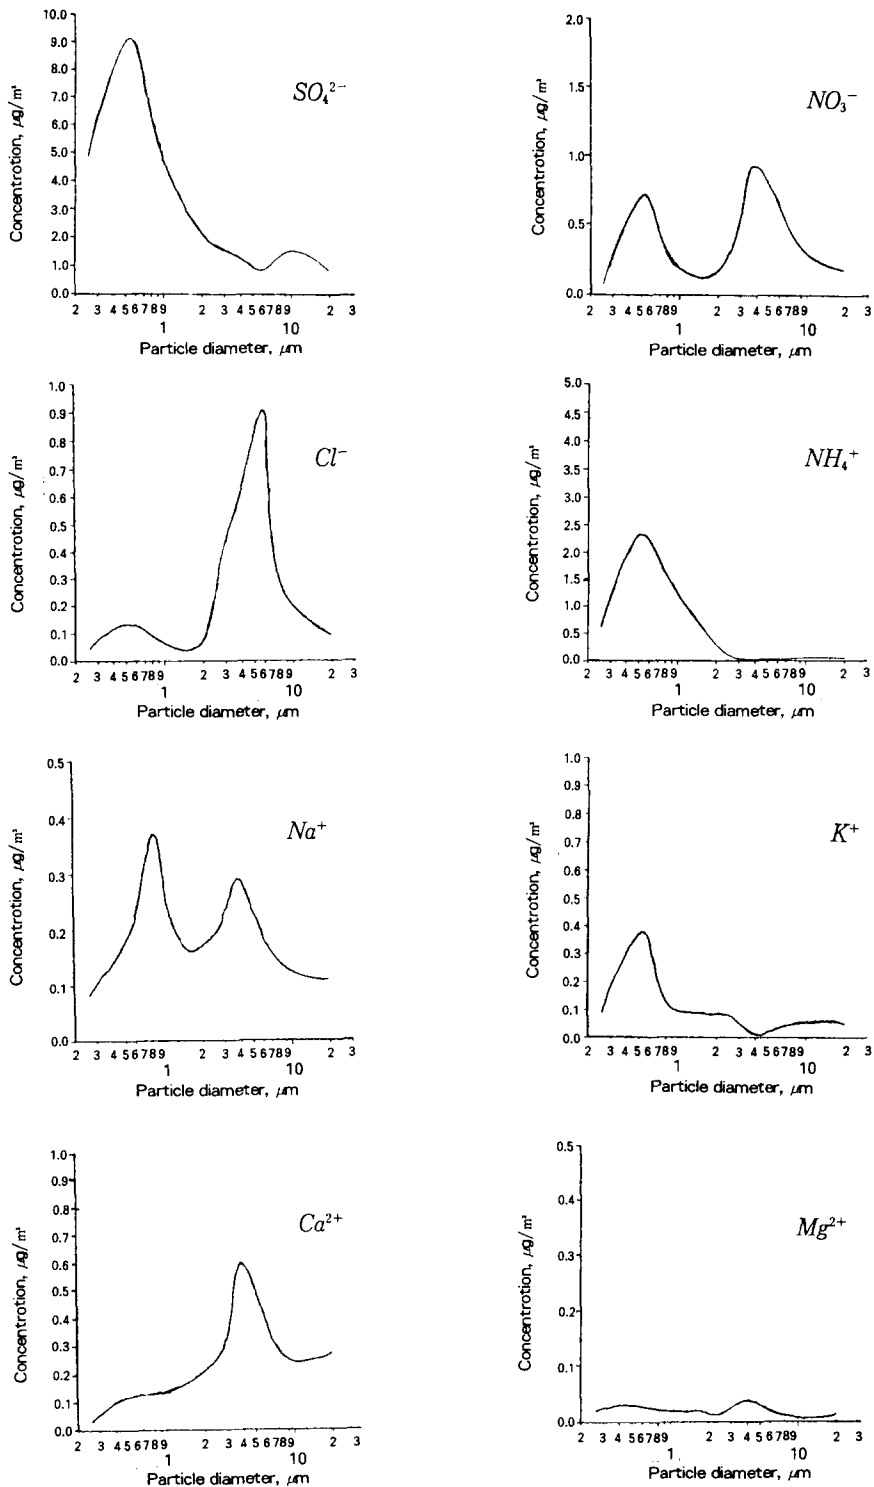 Concentrotion, μg/m³
10.0
9.0
8.0
7.0
6.0
5.0
4.0
3.0
2.0
1.0
0.0
SO₄²⁻
2 3 4 5 6 7 8 9 2 3 4 5 6 7 8 9 2 3
1 10
Particle diameter, μm
Concentrotion, μg/m³
2.0
1.5
1.0
0.5
0.0
NO₃⁻
2 3 4 5 6 7 8 9 2 3 4 5 6 7 8 9 2 3
1 10
Particle diameter, μm
Concentrotion, μg/m³
1.0
0.9
0.8
0.7
0.6
0.5
0.4
0.3
0.2
0.1
0.0
Cl⁻
2 3 4 5 6 7 8 9 2 3 4 5 6 7 8 9 2 3
1 10
Particle diameter, μm
Concentrotion, μg/m³
5.0
4.5
4.0
3.5
3.0
2.5
2.0
1.5
1.0
0.5
0.0
NH₄⁺
2 3 4 5 6 7 8 9 2 3 4 5 6 7 8 9 2 3
1 10
Particle diameter, μm
Concentrotion, μg/m³
0.5
0.4
0.3
0.2
0.1
0.0
Na⁺
2 3 4 5 6 7 8 9 2 3 4 5 6 7 8 9 2 3
1 10
Particle diameter, μm
Concentrotion, μg/m³
1.0
0.9
0.8
0.7
0.6
0.5
0.4
0.3
0.2
0.1
0.0
K⁺
2 3 4 5 6 7 8 9 2 3 4 5 6 7 8 9 2 3
1 10
Particle diameter, μm
Concentrotion, μg/m³
1.0
0.9
0.8
0.7
0.6
0.5
0.4
0.3
0.2
0.1
0.0
Ca²⁺
2 3 4 5 6 7 8 9 2 3 4 5 6 7 8 9 2 3
1 10
Particle diameter, μm
Concentrotion, μg/m³
0.5
0.4
0.3
0.2
0.1
0.0
Mg²⁺
2 3 4 5 6 7 8 9 2 3 4 5 6 7 8 9 2 3
1 10
Particle diameter, μm